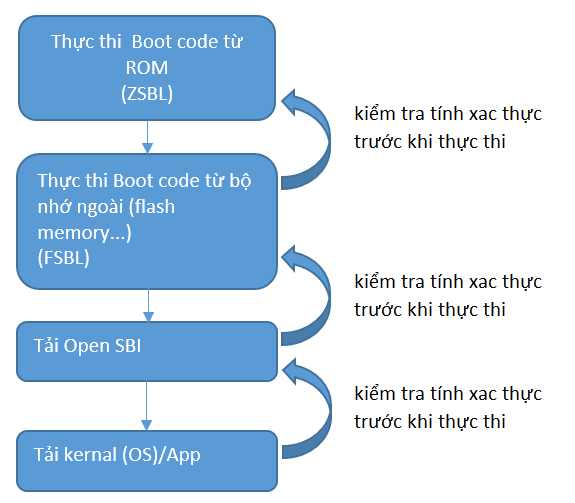 Thực thi Boot code từ
ROM
(ZSBL)
kiểm tra tính xac thực
trước khi thực thi
Thực thi Boot code từ bộ
nhớ ngoài (flash
memory...)
(FSBL)
kiểm tra tính xac thực
trước khi thực thi
Tải Open SBI
kiểm tra tính xac thực
trước khi thực thi
Tải kernal (OS)/App